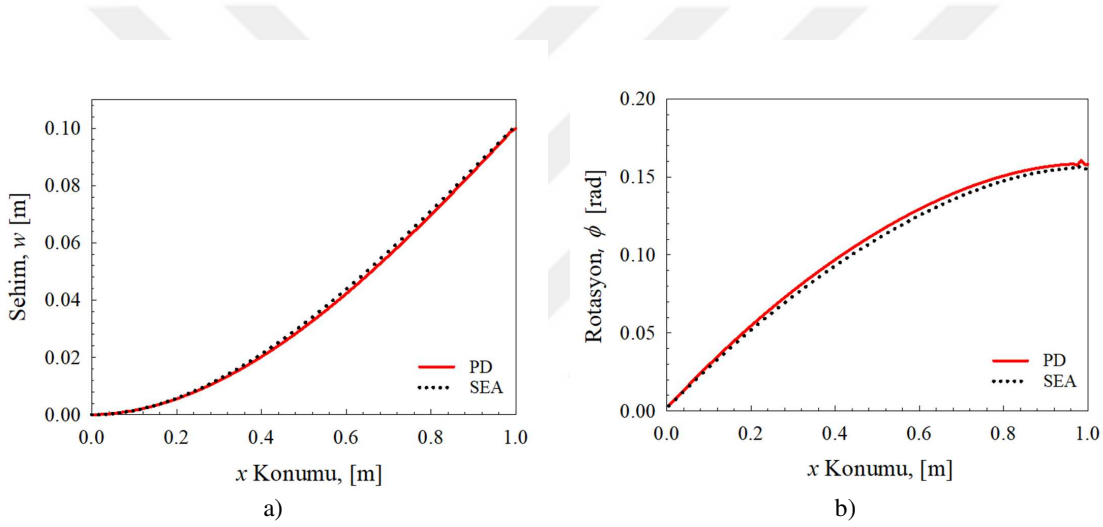 Sehim, w [m]
0.10
0.08
0.06
0.04
0.02
0.00
0.0 0.2 0.4 0.6 0.8 1.0
PD
SEA
x Konumu, [m]
a)
Rotasyon, ϕ [rad]
0.20
0.15
0.10
0.05
0.00
0.0 0.2 0.4 0.6 0.8 1.0
PD
SEA
x Konumu, [m]
b)